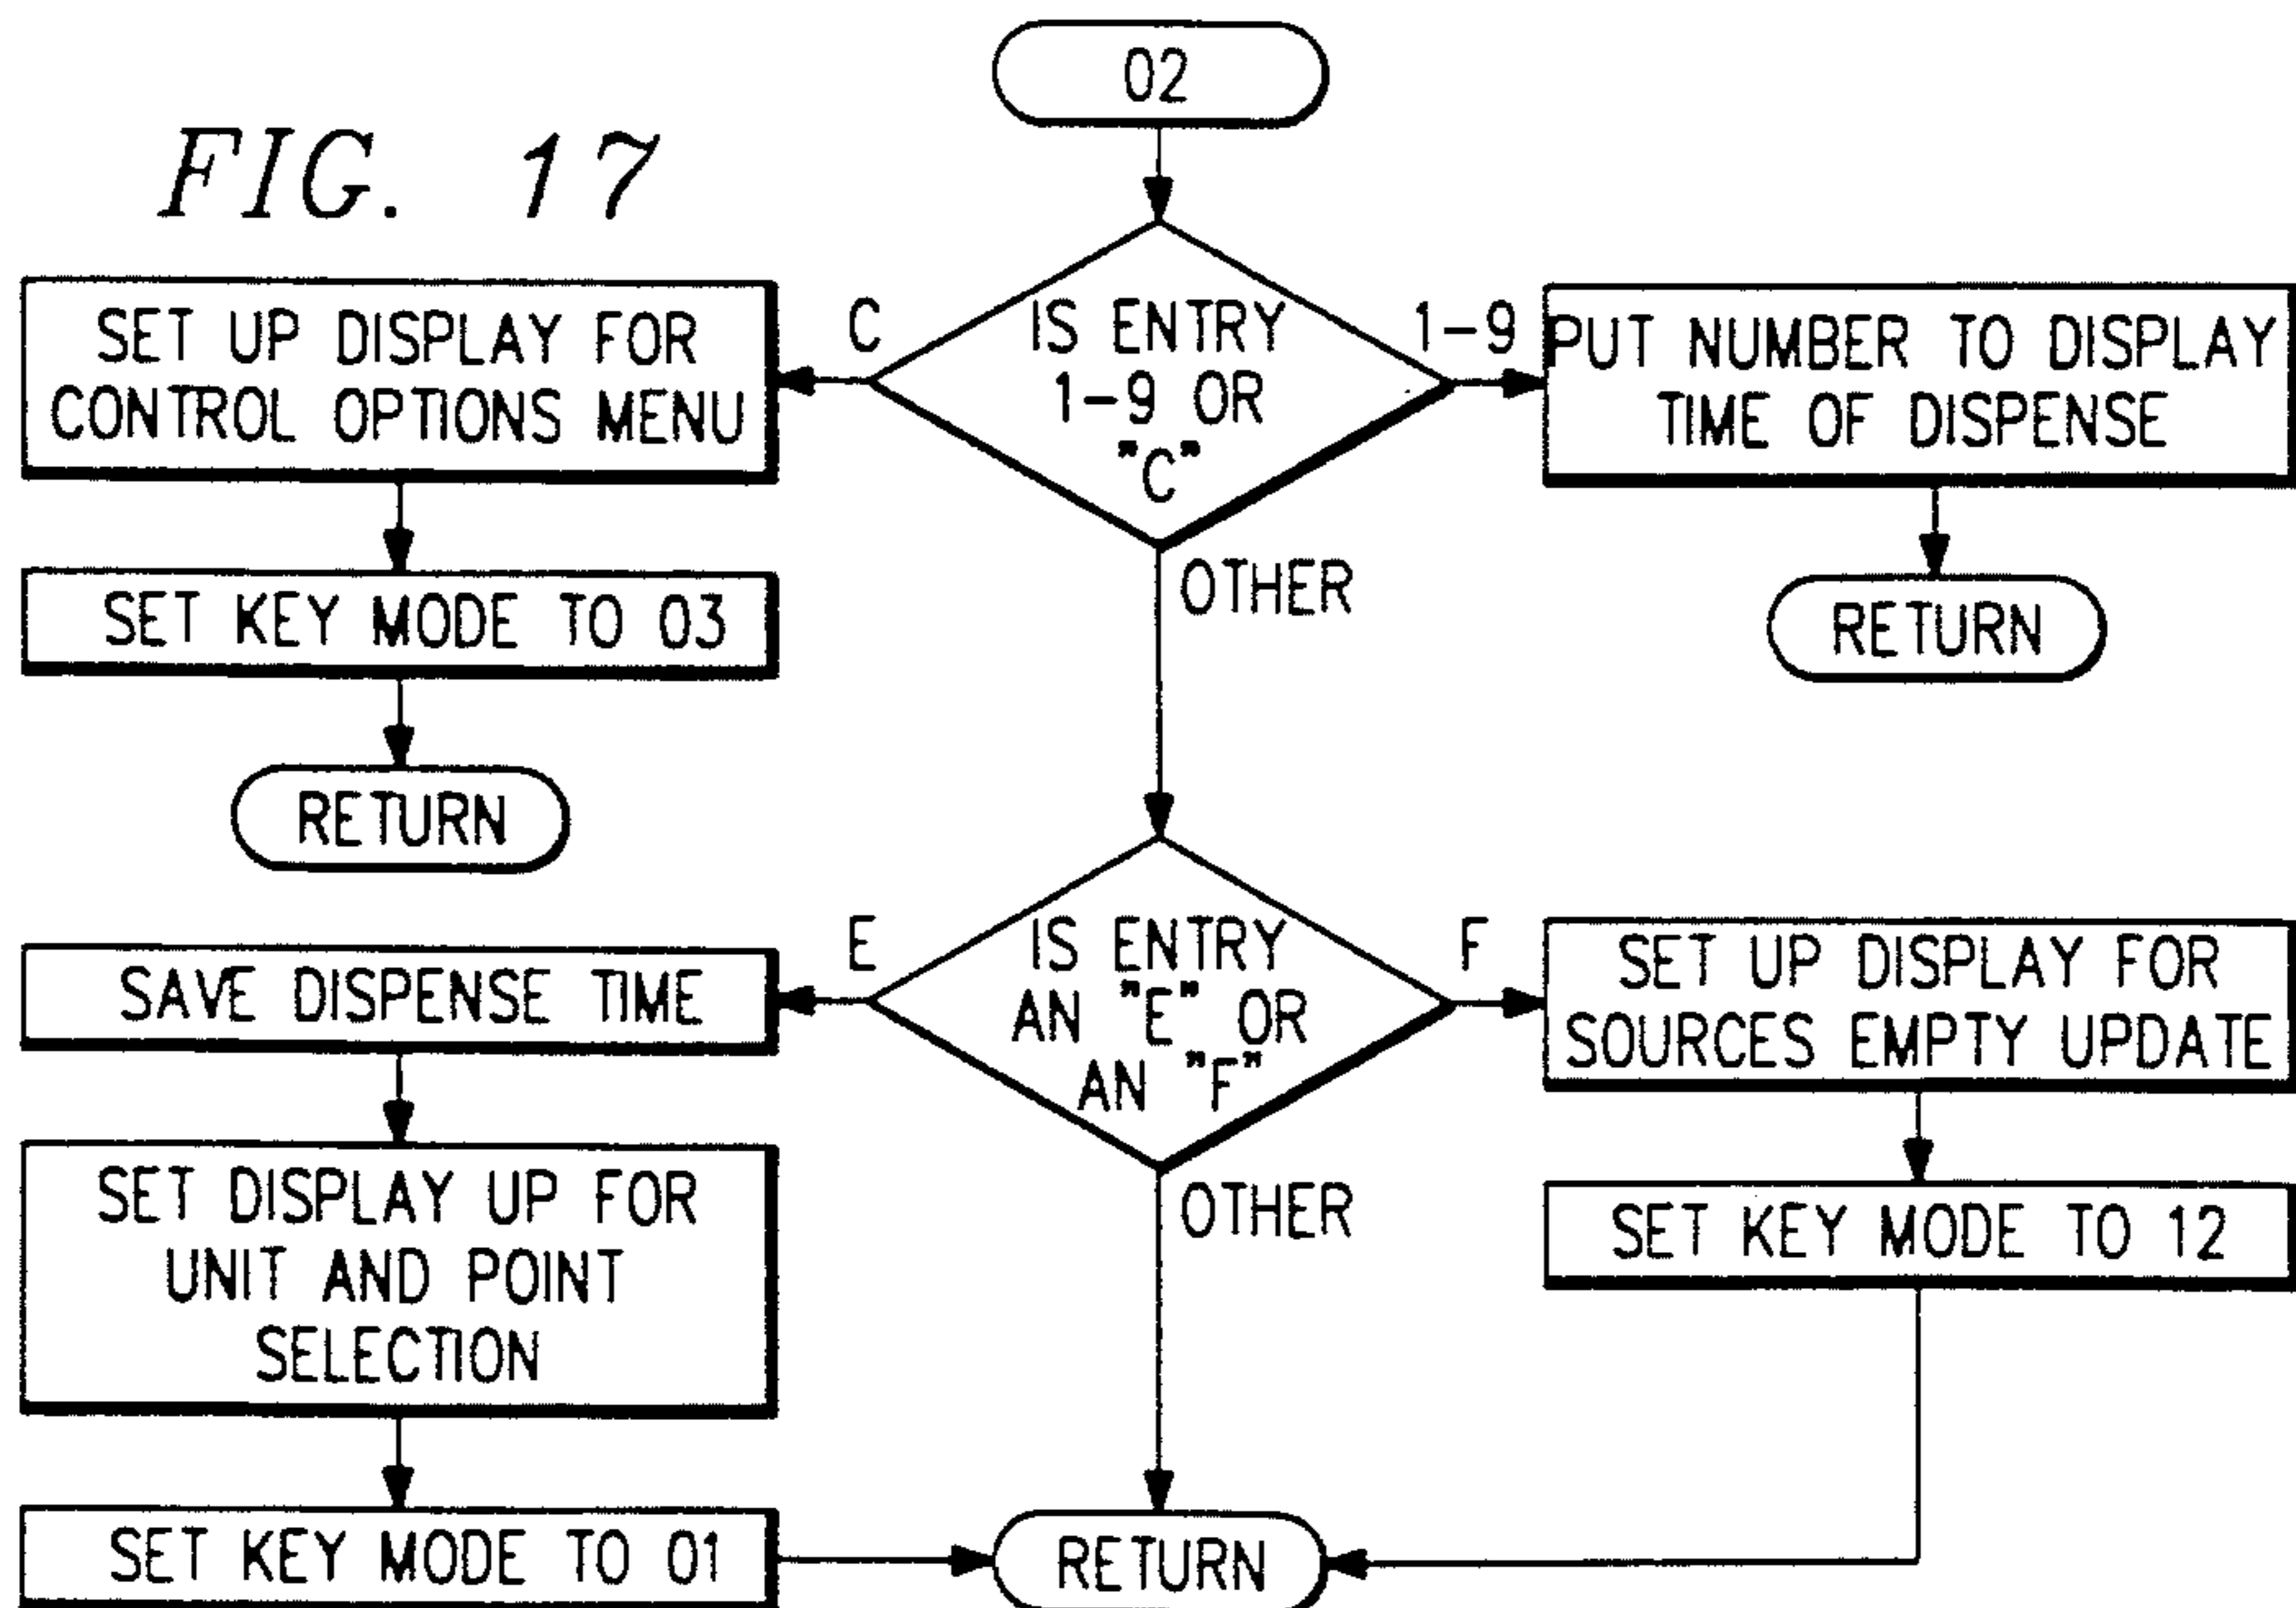 FIG. 17
02
IS ENTRY
1-9 OR
"C"
C
1-9
OTHER
SET UP DISPLAY FOR
CONTROL OPTIONS MENU
SET KEY MODE TO 03
RETURN
PUT NUMBER TO DISPLAY
TIME OF DISPENSE
RETURN
IS ENTRY
AN "E" OR
AN "F"
E
F
OTHER
SAVE DISPENSE TIME
SET DISPLAY UP FOR
UNIT AND POINT
SELECTION
SET KEY MODE TO 01
SET UP DISPLAY FOR
SOURCES EMPTY UPDATE
SET KEY MODE TO 12
RETURN